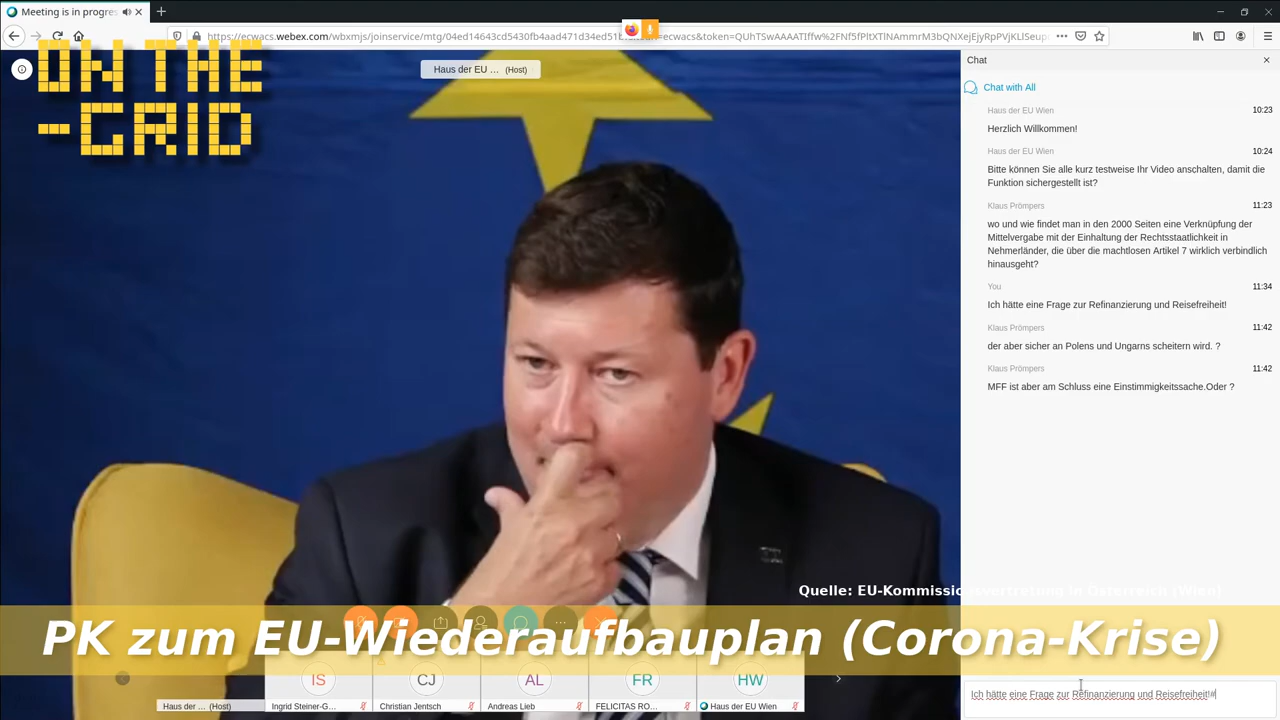 Meeting is in progres
https://ecwacs.webex.com/wbxmjs/joinservice/mtg/04ed14643cd5430fb4aad471d34ed51b
ON THE
-GRID
Haus der EU ... (Host)
Chat
Chat with All
Haus der EU Wien 10:23
Herzlich Willkommen!
Haus der EU Wien 10:24
Bitte können Sie alle kurz testweise Ihr Video anschalten, damit die
Funktion sichergestellt ist?
Klaus Prömpers 11:23
wo und wie findet man in den 2000 Seiten eine Verknüpfung der
Mittelvergabe mit der Einhaltung der Rechtsstaatlichkeit in
Nehmerländer, die über die machtlosen Artikel 7 wirklich verbindlich
hinausgeht?
You 11:34
Ich hätte eine Frage zur Refinanzierung und Reisefreiheit!
Klaus Prömpers 11:42
der aber sicher an Polens und Ungarns scheitern wird. ?
Klaus Prömpers 11:42
MFF ist aber am Schluss eine Einstimmigkeitssache.Oder ?
Quelle: EU-Kommissionsvertretung in Österreich (Wien)
PK zum EU-Wiederaufbauplan (Corona-Krise)
IS
CJ
AL
FR
HW
Haus der ... (Host)
Ingrid Steiner-G...
Christian Jentsch
Andreas Lieb
FELICITAS RO...
Haus der EU Wien
Ich hätte eine Frage zur Refinanzierung und Reisefreiheit!